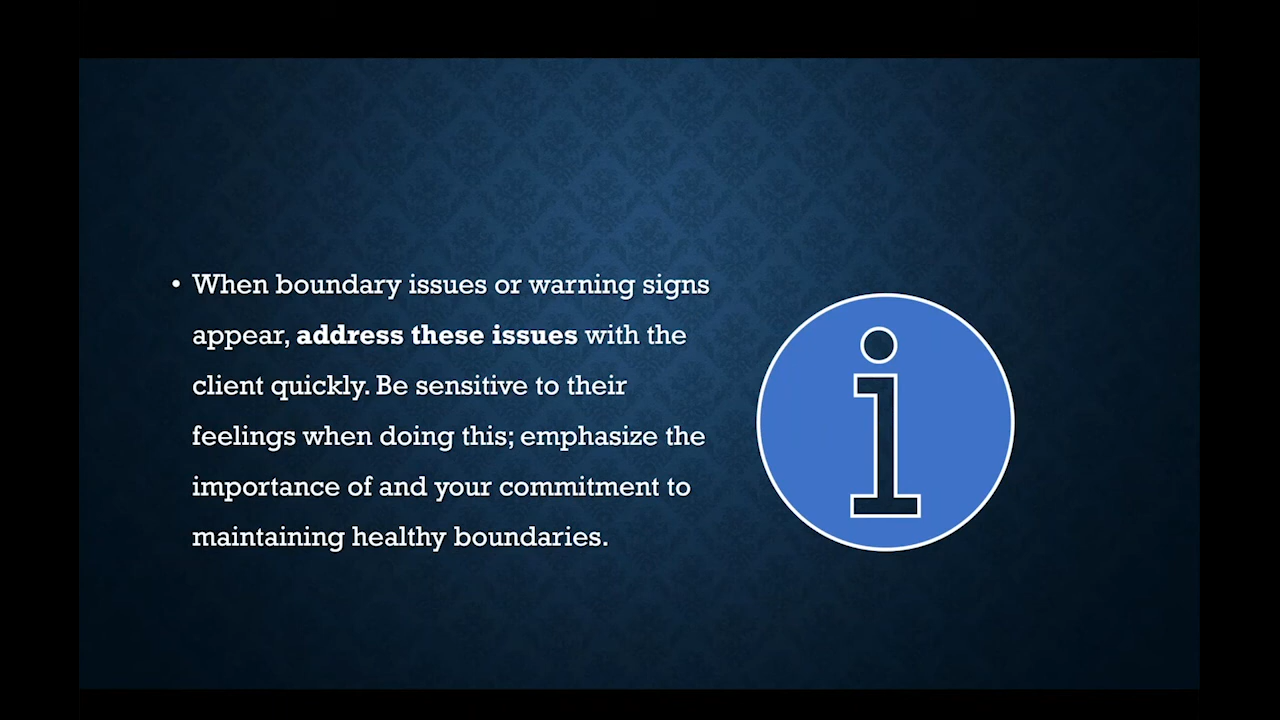 • When boundary issues or warning signs
appear, address these issues with the
client quickly. Be sensitive to their
feelings when doing this; emphasize the
importance of and your commitment to
maintaining healthy boundaries.
i